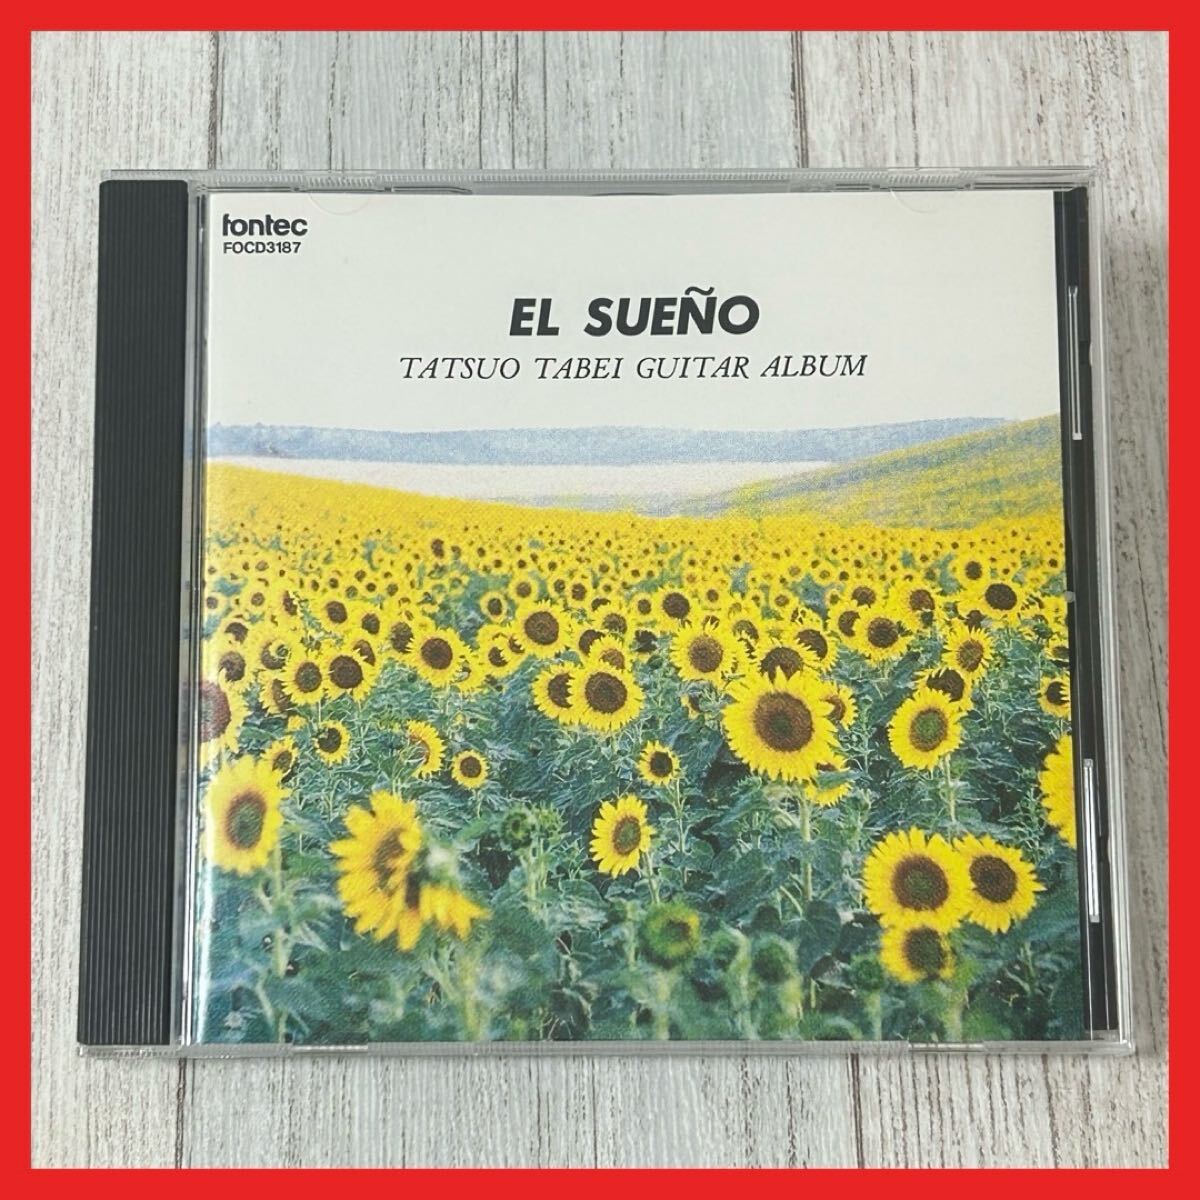 fontec
FOCD3187
EL SUEÑO
TATSUO TABEI GUITAR ALBUM